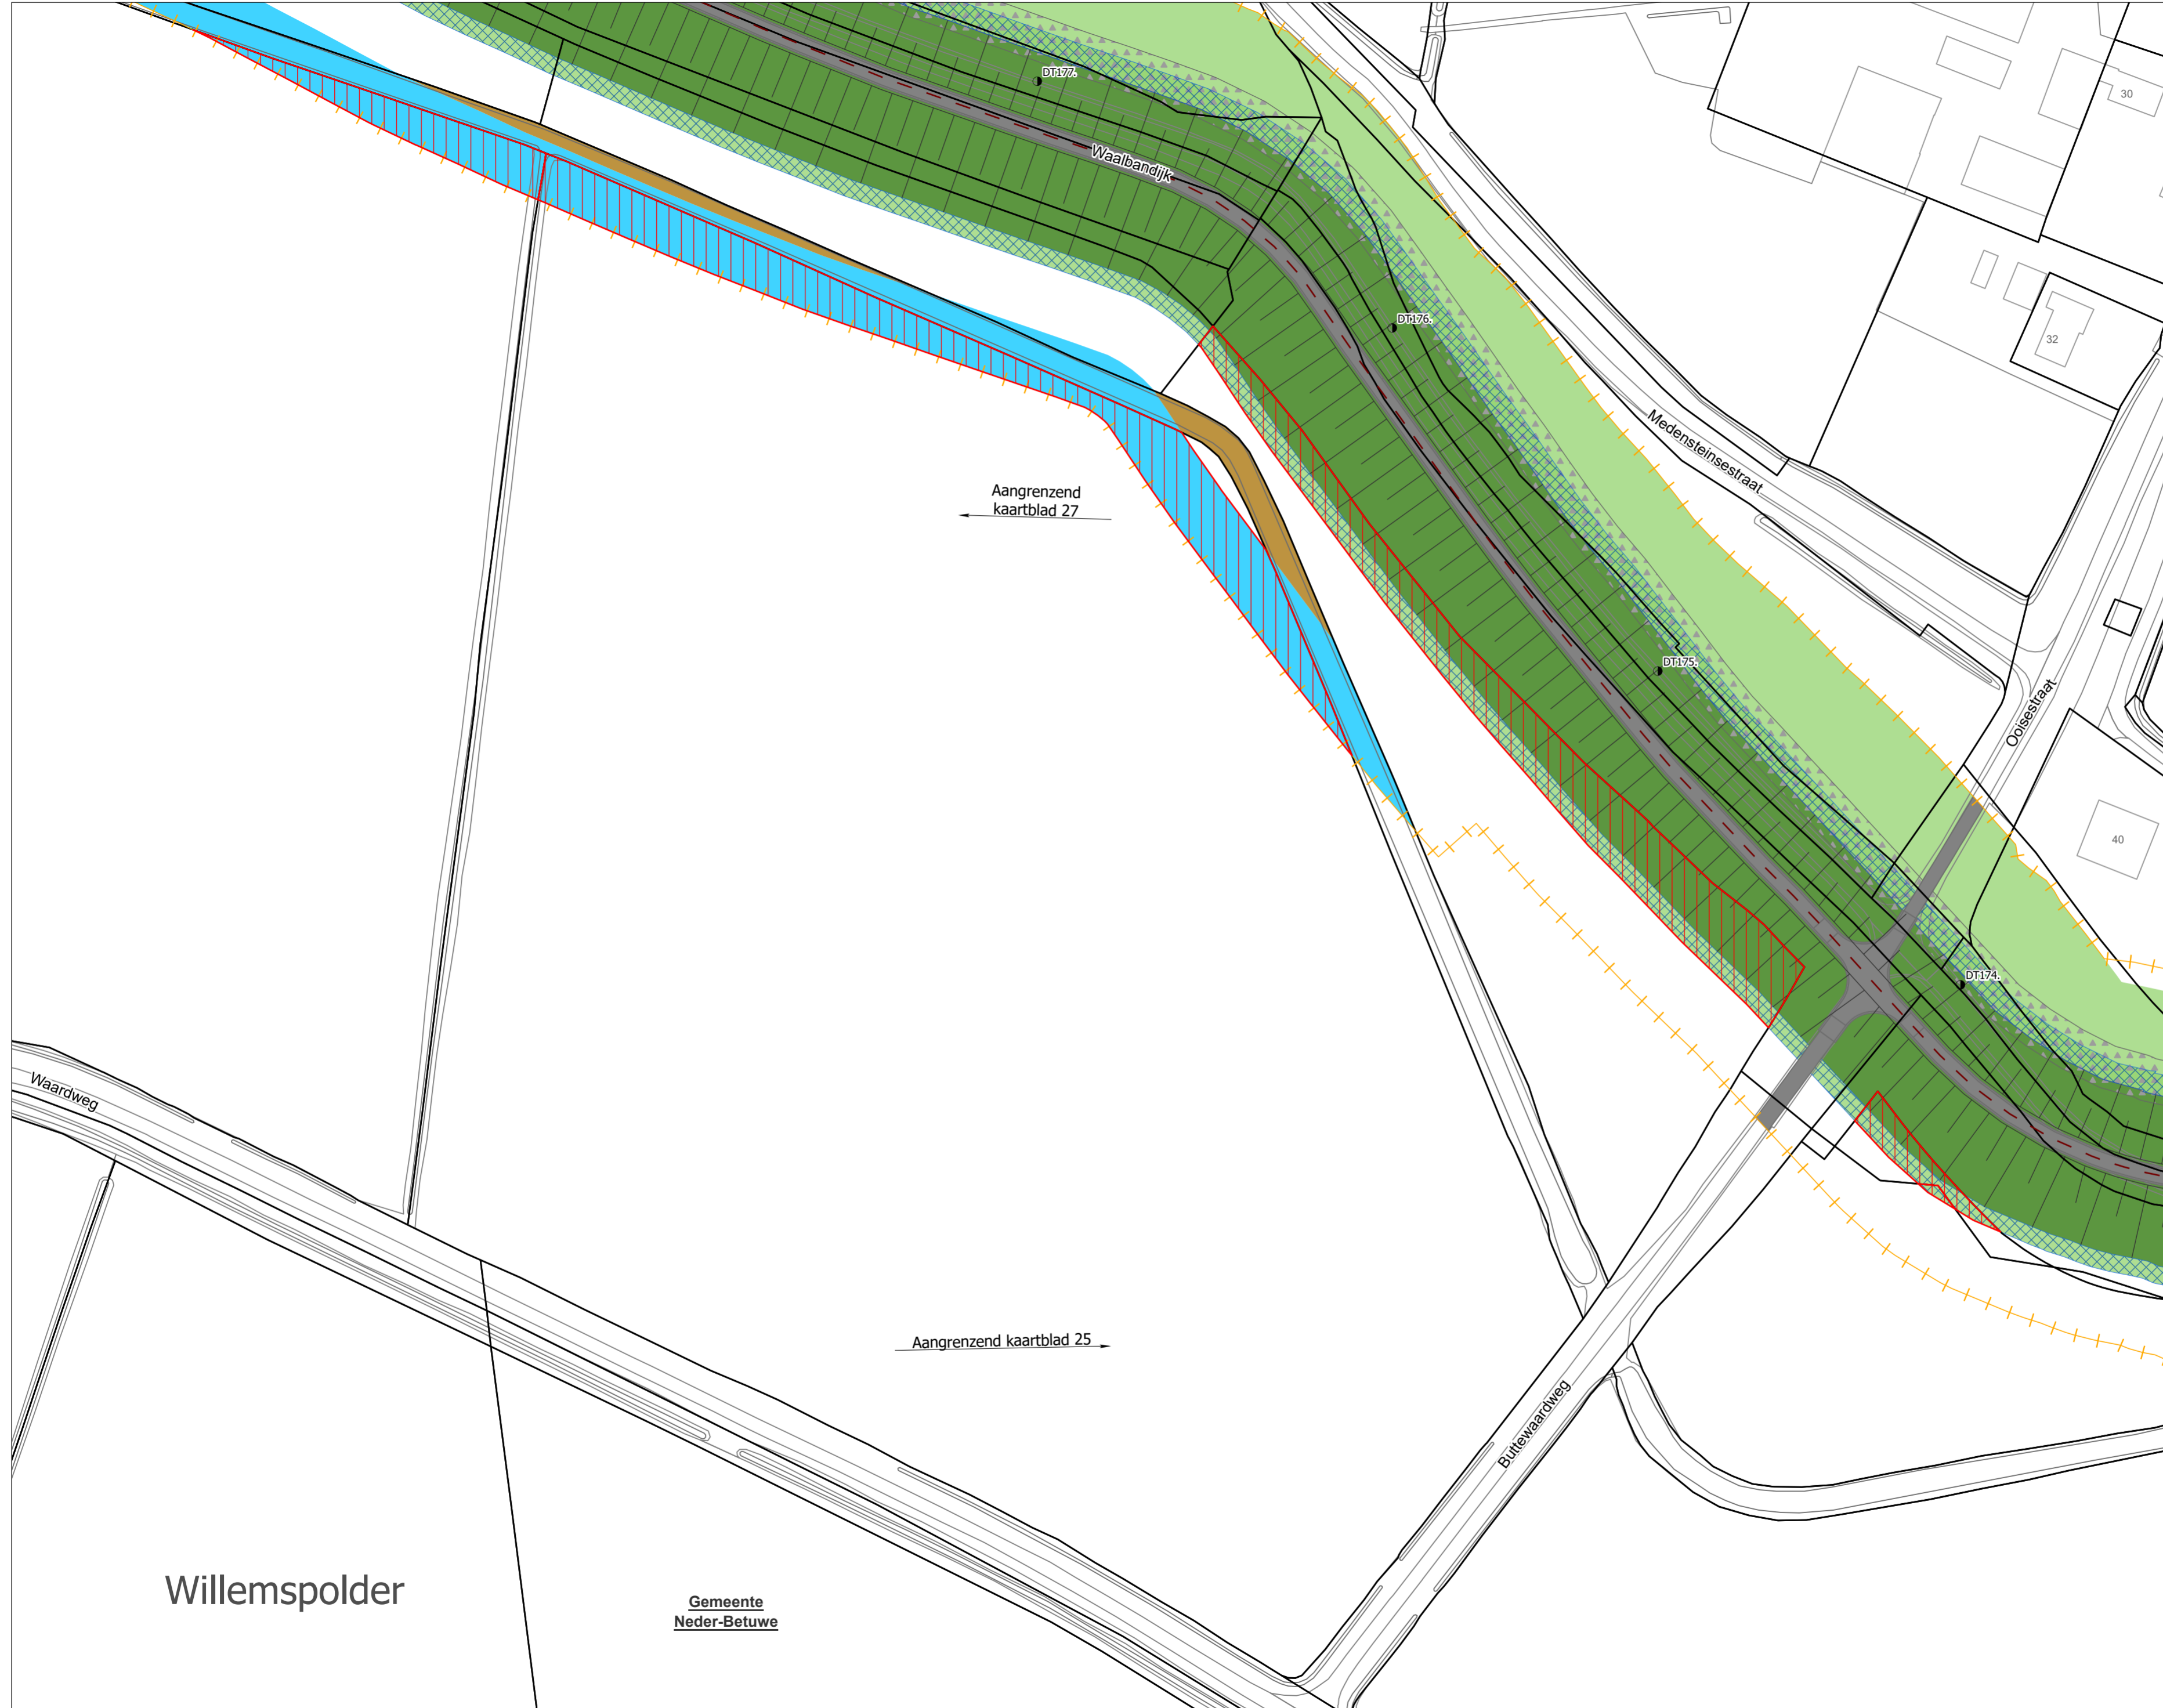 DT177.
30
Waalbandijk
DT176.
32
Medensteinsestraat
Aangrenzend
kaartblad 27
DT175.
Ooisestraat
40
DT174.
Waardweg
Aangrenzend kaartblad 25
Buttewaardweg
Willemspolder
Gemeente
Neder-Betuwe